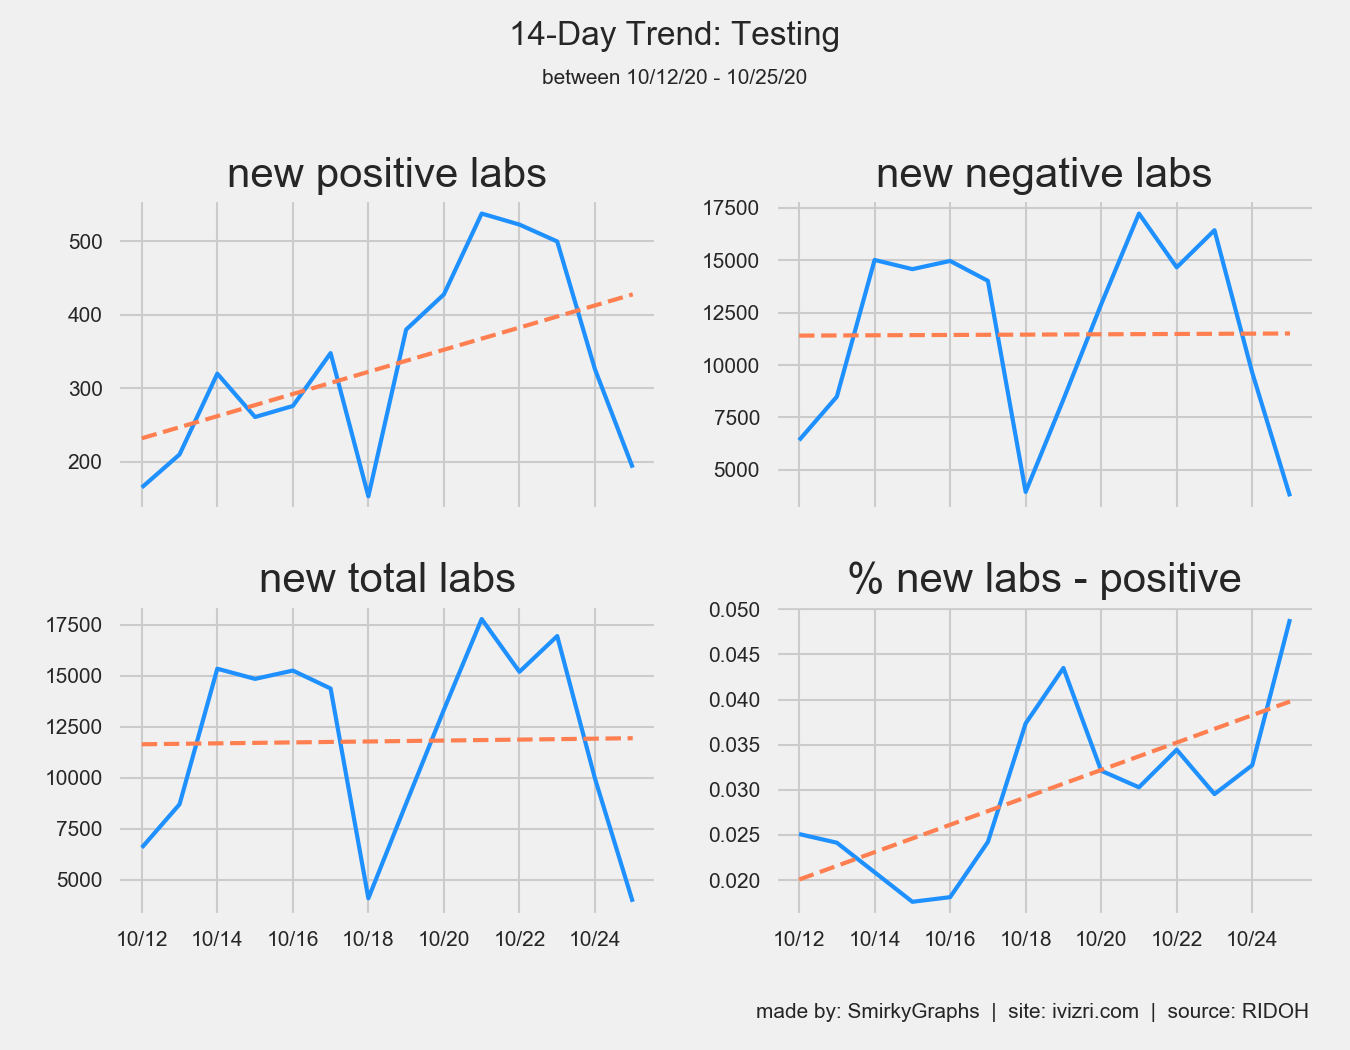 14-Day Trend: Testing
between 10/12/20 - 10/25/20
new positive labs
500
400
300
200
new negative labs
17500
15000
12500
10000
7500
5000
new total labs
17500
15000
12500
10000
7500
5000
10/12 10/14 10/16 10/18 10/20 10/22 10/24
% new labs - positive
0.050
0.045
0.040
0.035
0.030
0.025
0.020
10/12 10/14 10/16 10/18 10/20 10/22 10/24
made by: SmirkyGraphs | site: ivizri.com | source: RIDOH